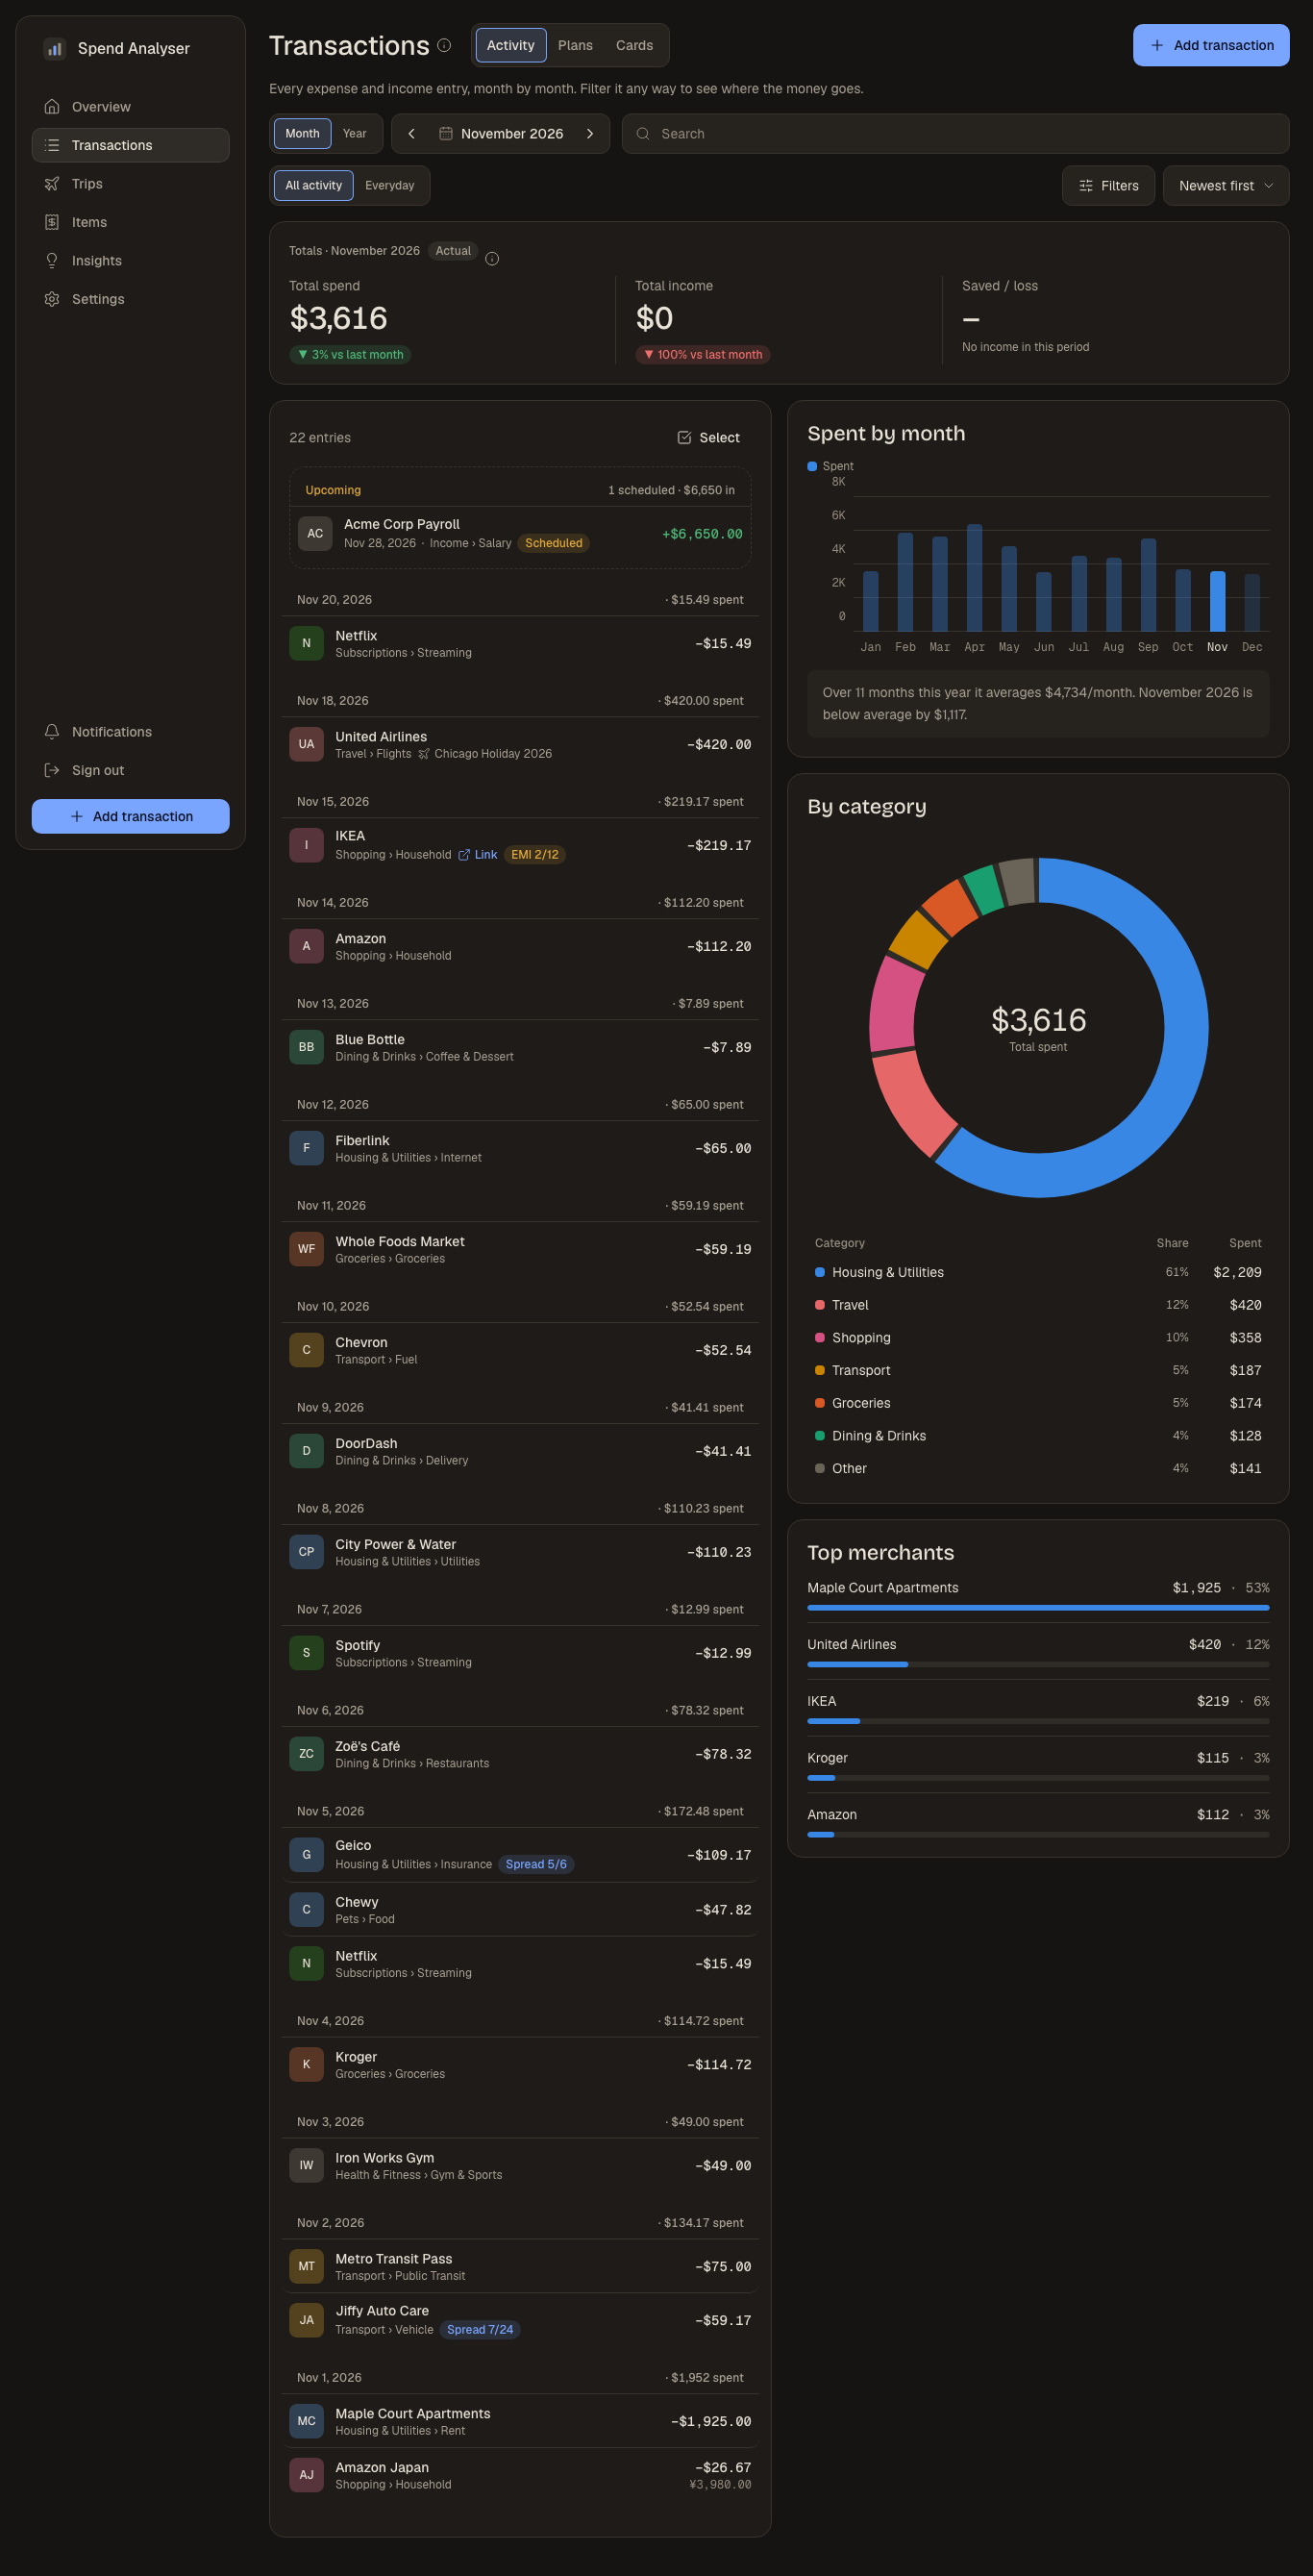 Spend Analyser
Overview
Transactions
Trips
Items
Insights
Settings
Notifications
Sign out
Add transaction
Transactions
Activity Plans Cards
Add transaction
Every expense and income entry, month by month. Filter it any way to see where the money goes.
Month Year
November 2026
Search
All activity Everyday
Filters
Newest first
Totals · November 2026 Actual
Total spend
$3,616
▼ 3% vs last month
Total income
$0
▼ 100% vs last month
Saved / loss
–
No income in this period
22 entries
Select
Upcoming 1 scheduled · $6,650 in
AC
Acme Corp Payroll
Nov 28, 2026 · Income › Salary Scheduled
+$6,650.00
Nov 20, 2026 · $15.49 spent
N
Netflix
Subscriptions › Streaming
−$15.49
Nov 18, 2026 · $420.00 spent
UA
United Airlines
Travel › Flights Chicago Holiday 2026
−$420.00
Nov 15, 2026 · $219.17 spent
I
IKEA
Shopping › Household Link EMI 2/12
−$219.17
Nov 14, 2026 · $112.20 spent
A
Amazon
Shopping › Household
−$112.20
Nov 13, 2026 · $7.89 spent
BB
Blue Bottle
Dining & Drinks › Coffee & Dessert
−$7.89
Nov 12, 2026 · $65.00 spent
F
Fiberlink
Housing & Utilities › Internet
−$65.00
Nov 11, 2026 · $59.19 spent
WF
Whole Foods Market
Groceries › Groceries
−$59.19
Nov 10, 2026 · $52.54 spent
C
Chevron
Transport › Fuel
−$52.54
Nov 9, 2026 · $41.41 spent
D
DoorDash
Dining & Drinks › Delivery
−$41.41
Nov 8, 2026 · $110.23 spent
CP
City Power & Water
Housing & Utilities › Utilities
−$110.23
Nov 7, 2026 · $12.99 spent
S
Spotify
Subscriptions › Streaming
−$12.99
Nov 6, 2026 · $78.32 spent
ZC
Zoë's Café
Dining & Drinks › Restaurants
−$78.32
Nov 5, 2026 · $172.48 spent
G
Geico
Housing & Utilities › Insurance Spread 5/6
−$109.17
C
Chewy
Pets › Food
−$47.82
N
Netflix
Subscriptions › Streaming
−$15.49
Nov 4, 2026 · $114.72 spent
K
Kroger
Groceries › Groceries
−$114.72
Nov 3, 2026 · $49.00 spent
IW
Iron Works Gym
Health & Fitness › Gym & Sports
−$49.00
Nov 2, 2026 · $134.17 spent
MT
Metro Transit Pass
Transport › Public Transit
−$75.00
JA
Jiffy Auto Care
Transport › Vehicle Spread 7/24
−$59.17
Nov 1, 2026 · $1,952 spent
MC
Maple Court Apartments
Housing & Utilities › Rent
−$1,925.00
AJ
Amazon Japan
Shopping › Household
−$26.67
¥3,980.00
Spent by month
Spent
8K
6K
4K
2K
0
Jan Feb Mar Apr May Jun Jul Aug Sep Oct Nov Dec
Over 11 months this year it averages $4,734/month. November 2026 is
below average by $1,117.
By category
$3,616
Total spent
Category Share Spent
Housing & Utilities 61% $2,209
Travel 12% $420
Shopping 10% $358
Transport 5% $187
Groceries 5% $174
Dining & Drinks 4% $128
Other 4% $141
Top merchants
Maple Court Apartments $1,925 · 53%
United Airlines $420 · 12%
IKEA $219 · 6%
Kroger $115 · 3%
Amazon $112 · 3%